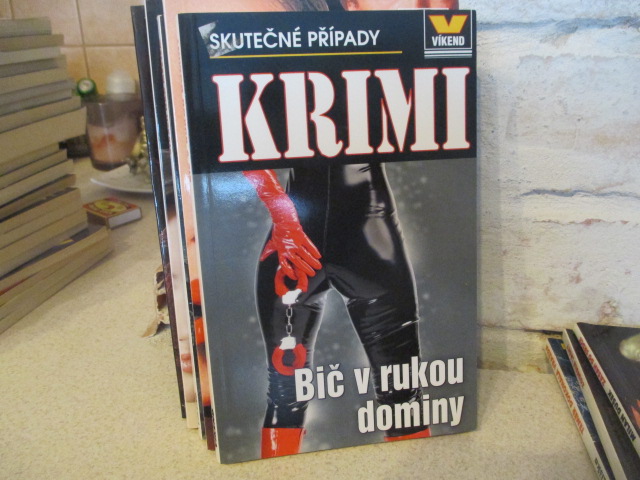 SKUTEČNÉ PŘÍPADY
V
VÍKEND
KRIMI
Bič v rukou
dominy